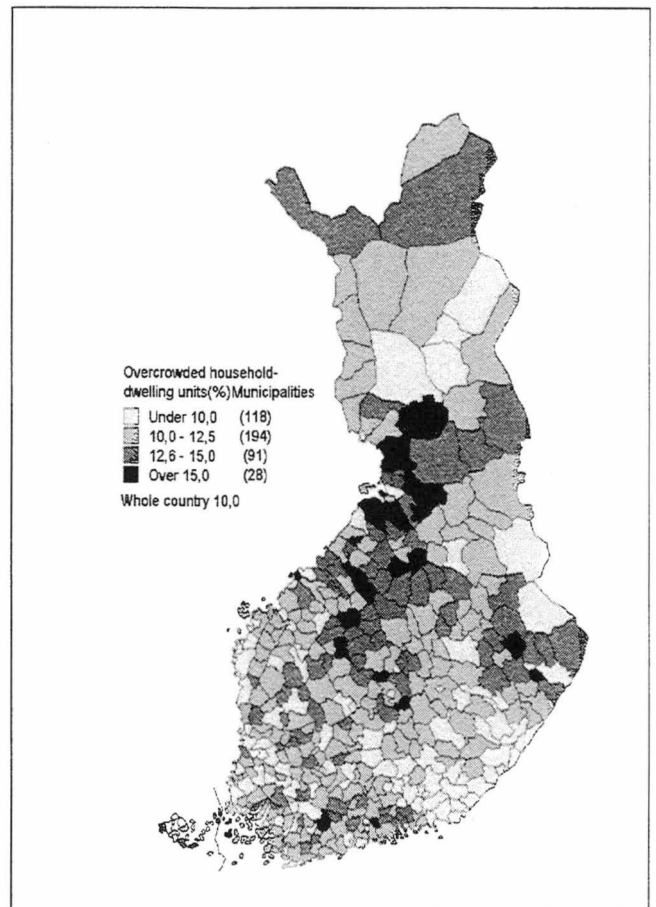 Overcrowded household-
dwelling units(%)Municipalities
Under 10,0 (118)
10,0 - 12,5 (194)
12,6 - 15,0 (91)
Over 15,0 (28)
Whole country 10,0